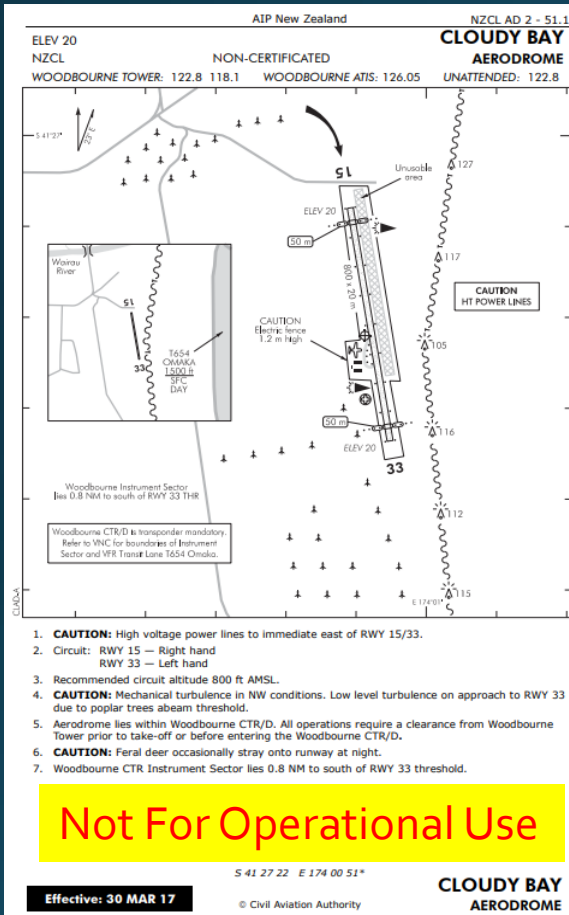 AIP New Zealand
NZCL AD 2 - 51.1
ELEV 20
CLOUDY BAY
NZCL
NON-CERTIFICATED
AERODROME
WOODBOURNE TOWER: 122.8 118.1
WOODBOURNE ATIS: 126.05
UNATTENDED: 122.8
S 41°27'
23° E
15
Unusable
area
127
ELEV 20
50 m
117
Wairau
River
800 x 20 m
CAUTION
HT POWER LINES
15
CAUTION
Electric fence
1.2 m high
105
T654
OMAKA
1500 ft
SFC
DAY
33
50 m
116
ELEV 20
33
Woodbourne Instrument Sector
lies 0.8 NM to south of RWY 33 THR
112
Woodbourne CTR/D is transponder mandatory.
Refer to VNC for boundaries of Instrument
Sector and VFR Transit Lane T654 Omaka.
115
E 174°01'
CLAD-A
1. CAUTION: High voltage power lines to immediate east of RWY 15/33.
2. Circuit: RWY 15 — Right hand
RWY 33 — Left hand
3. Recommended circuit altitude 800 ft AMSL.
4. CAUTION: Mechanical turbulence in NW conditions. Low level turbulence on approach to RWY 33
due to poplar trees abeam threshold.
5. Aerodrome lies within Woodbourne CTR/D. All operations require a clearance from Woodbourne
Tower prior to take-off or before entering the Woodbourne CTR/D.
6. CAUTION: Feral deer occasionally stray onto runway at night.
7. Woodbourne CTR Instrument Sector lies 0.8 NM to south of RWY 33 threshold.
Not For Operational Use
S 41 27 22 E 174 00 51*
CLOUDY BAY
Effective: 30 MAR 17
© Civil Aviation Authority
AERODROME